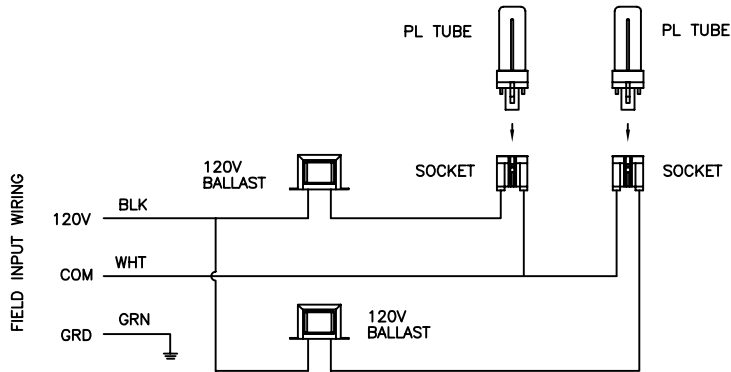 PL TUBE
PL TUBE
120V
BALLAST
SOCKET
SOCKET
FIELD INPUT WIRING
120V
BLK
COM
WHT
GRD
GRN
120V
BALLAST